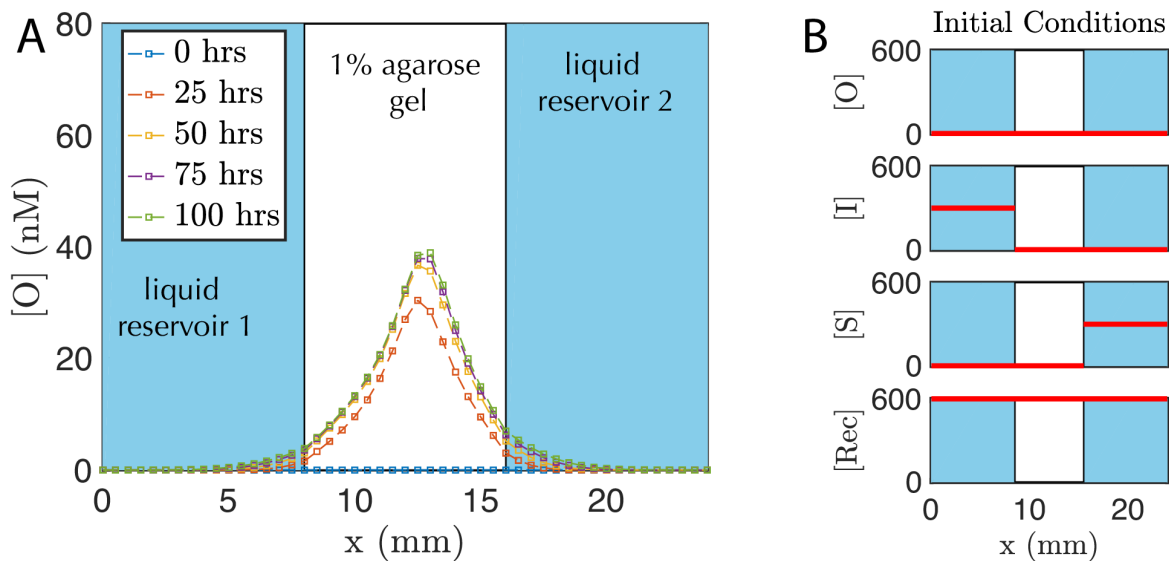 A
80
60
40
20
0
[O] (nM)
0 hrs
25 hrs
50 hrs
75 hrs
100 hrs
1% agarose
gel
liquid
reservoir 2
liquid
reservoir 1
0
5
10
15
20
x (mm)
B
Initial Conditions
600
[O]
0
600
[I]
0
600
[S]
0
600
[Rec]
0
0
10
20
x (mm)